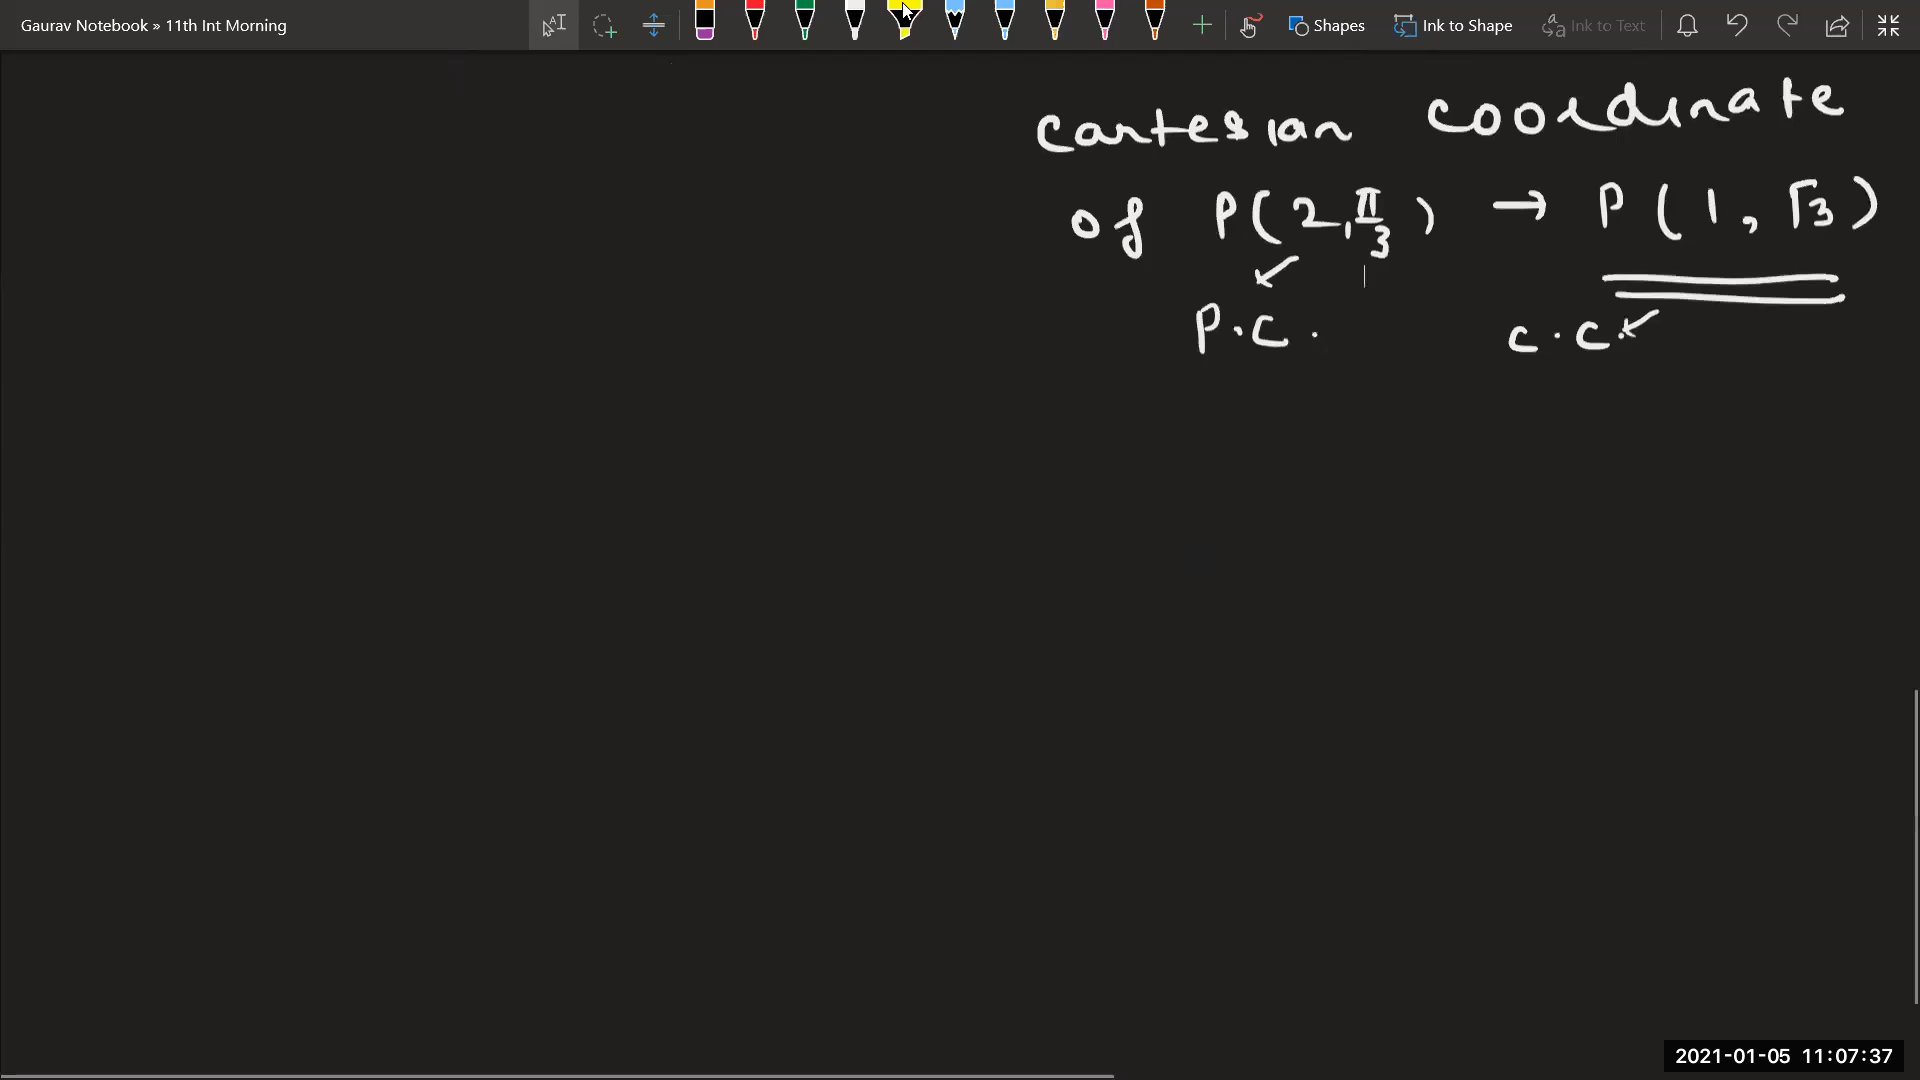 Gaurav Notebook » 11th Int Morning
Shapes
Ink to Shape
Ink to Text
Cartesian Coordinate
of P(2, π/3) → P(1, √3)
P.C. C.C.
2021-01-05 11:07:37